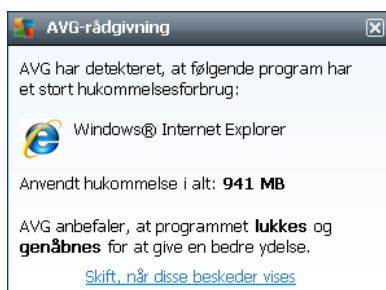 AVG-rådgivning
AVG har detekteret, at følgende program har
et stort hukommelsesforbrug:
Windows® Internet Explorer
Anvendt hukommelse i alt: 941 MB
AVG anbefaler, at programmet lukkes og
genåbnes for at give en bedre ydelse.
Skift, når disse beskeder vises